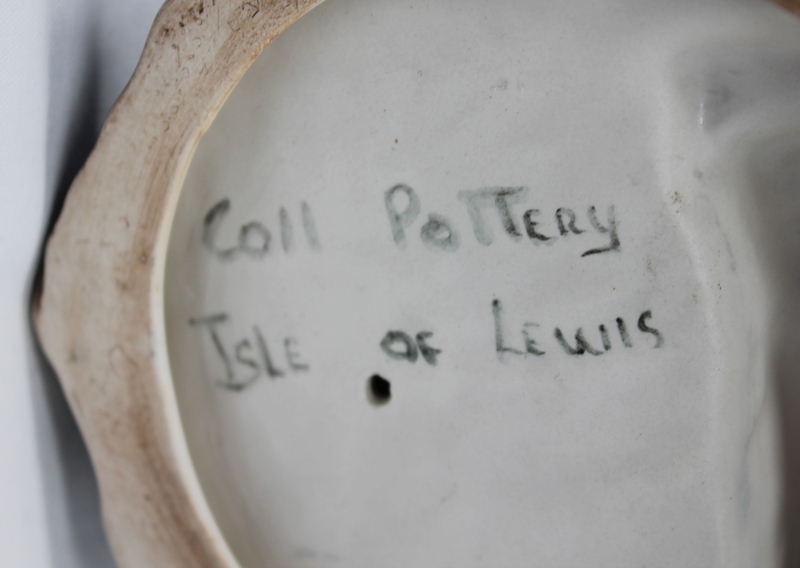 Coll Pottery
Isle of Lewis